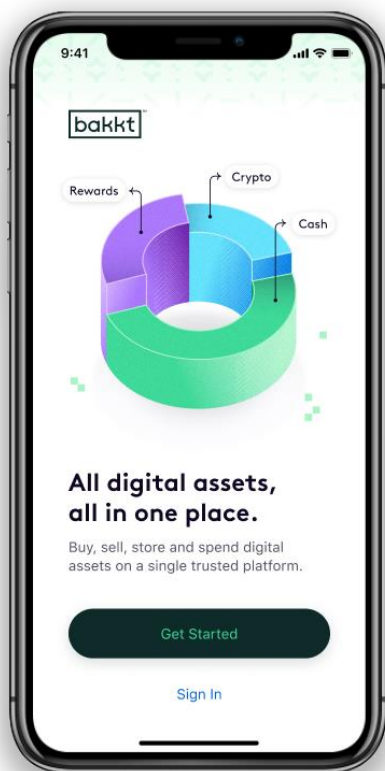 9:41
bakkt
Crypto
Rewards
Cash
All digital assets,
all in one place.
Buy, sell, store and spend digital
assets on a single trusted platform.
Get Started
Sign In